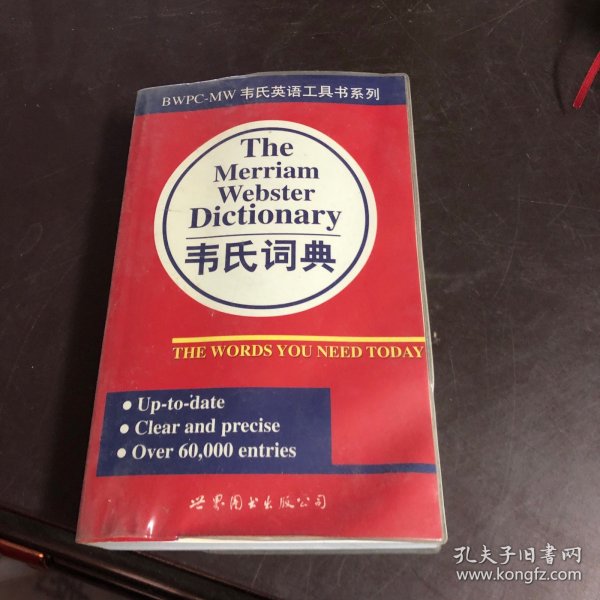 BWPC-MW 韦氏英语工具书系列
The
Merriam
Webster
Dictionary
韦氏词典
THE WORDS YOU NEED TODAY
• Up-to-date
• Clear and precise
• Over 60,000 entries
世界图书出版公司
孔夫子旧书网
www.kongfz.com